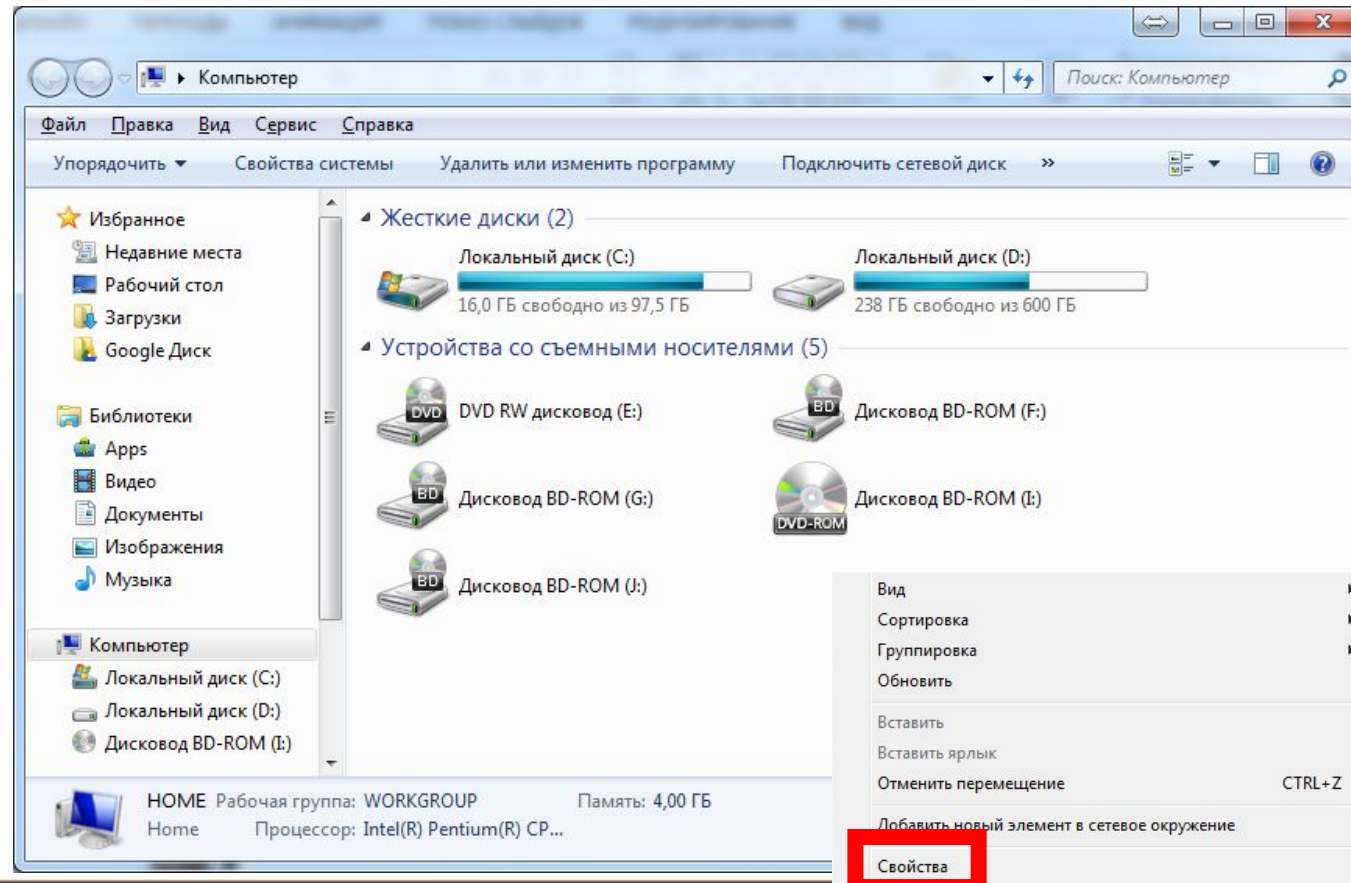 Компьютер
Поиск: Компьютер
Файл Правка Вид Сервис Справка
Упорядочить Свойства системы Удалить или изменить программу Подключить сетевой диск »
Избранное
Недавние места
Рабочий стол
Загрузки
Google Диск
Библиотеки
Apps
Видео
Документы
Изображения
Музыка
Компьютер
Локальный диск (C:)
Локальный диск (D:)
Дисковод BD-ROM (I:)
Жесткие диски (2)
Локальный диск (C:)
16,0 ГБ свободно из 97,5 ГБ
Локальный диск (D:)
238 ГБ свободно из 600 ГБ
Устройства со съемными носителями (5)
DVD
DVD RW дисковод (E:)
BD
Дисковод BD-ROM (F:)
BD
Дисковод BD-ROM (G:)
DVD-ROM
Дисковод BD-ROM (I:)
BD
Дисковод BD-ROM (J:)
Вид
Сортировка
Группировка
Обновить
Вставить
Вставить ярлык
Отменить перемещение CTRL+Z
Добавить новый элемент в сетевое окружение
Свойства
HOME Рабочая группа: WORKGROUP Память: 4,00 ГБ
Home Процессор: Intel(R) Pentium(R) CP...